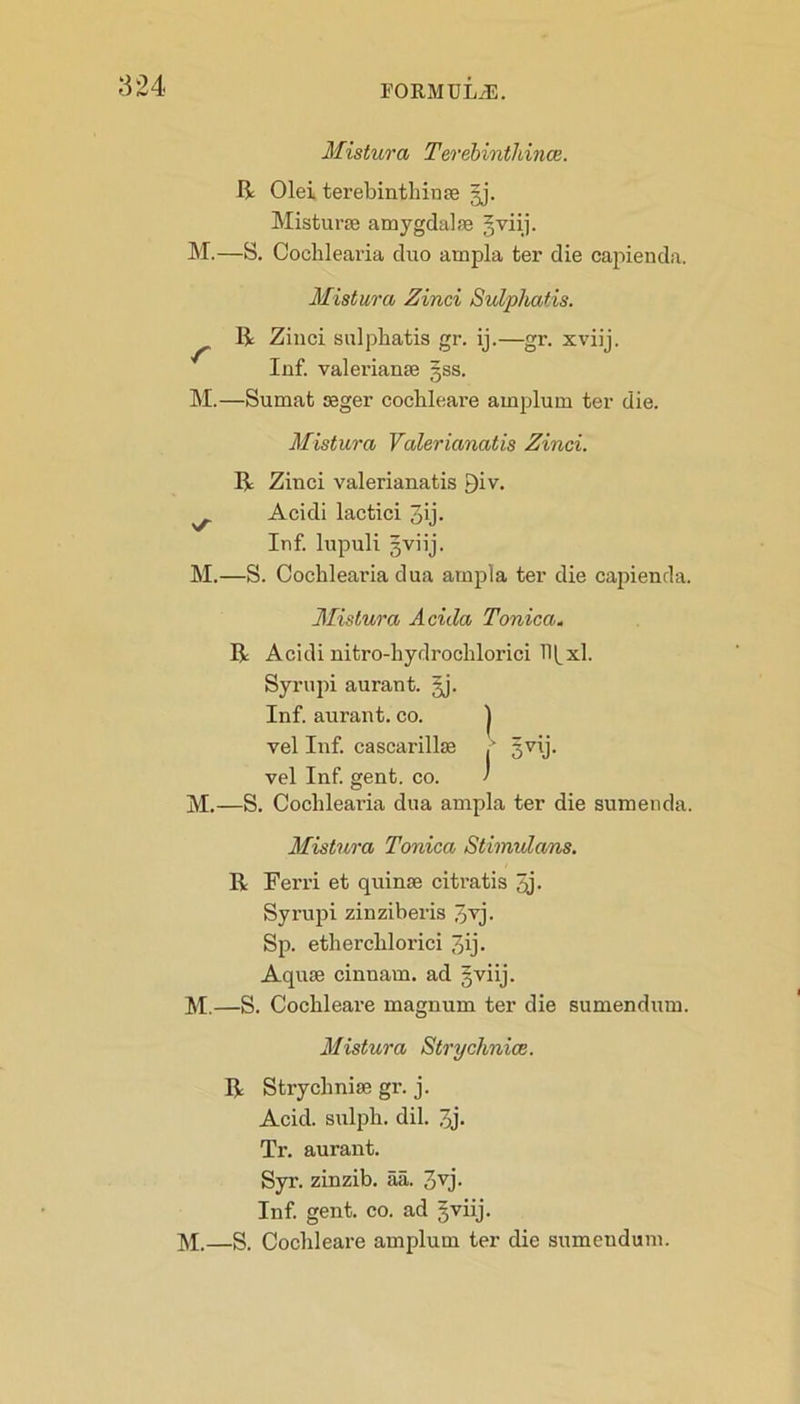 324
FORMULÆ.
Mistura Terebinthinæ.
℞ Olei terebinthinæ ℥j.
Misturæ amygdalæ ℥viij.
M.—S. Cochlearia duo ampla ter die capienda.
Mistura Zinci Sulphatis.
℞ Zinci sulphatis gr. ij.—gr. xviij.
Inf. valerianæ ℥ss.
M.—Sumat æger cochleare amplum ter die.
Mistura Valerianatis Zinci.
℞ Zinci valerianatis ℈iv.
Acidi lactici ʒij.
Inf. lupuli ℥viij.
M.—S. Cochlearia dua ampla ter die capienda.
Mistura Acida Tonica.
℞ Acidi nitro-hydrochlorici ♏xl.
Syrupi aurant. ℥j.
Inf. aurant. co.
vel Inf. cascarillæ } ℥vij.
vel Inf. gent. co.
M.—S. Cochlearia dua ampla ter die sumenda.
Mistura Tonica Stimulans.
℞ Ferri et quinæ citratis ʒj.
Syrupi zinziberis ʒvj.
Sp. etherchlorici ʒij.
Aquæ cinnam. ad ℥viij.
M.—S. Cochleare magnum ter die sumendum.
Mistura Strychniæ.
℞ Strychniæ gr. j.
Acid. sulph. dil. ʒj.
Tr. aurant.
Syr. zinzib. āā. ʒvj.
Inf. gent. co. ad ℥viij.
M.—S. Cochleare amplum ter die sumendum.